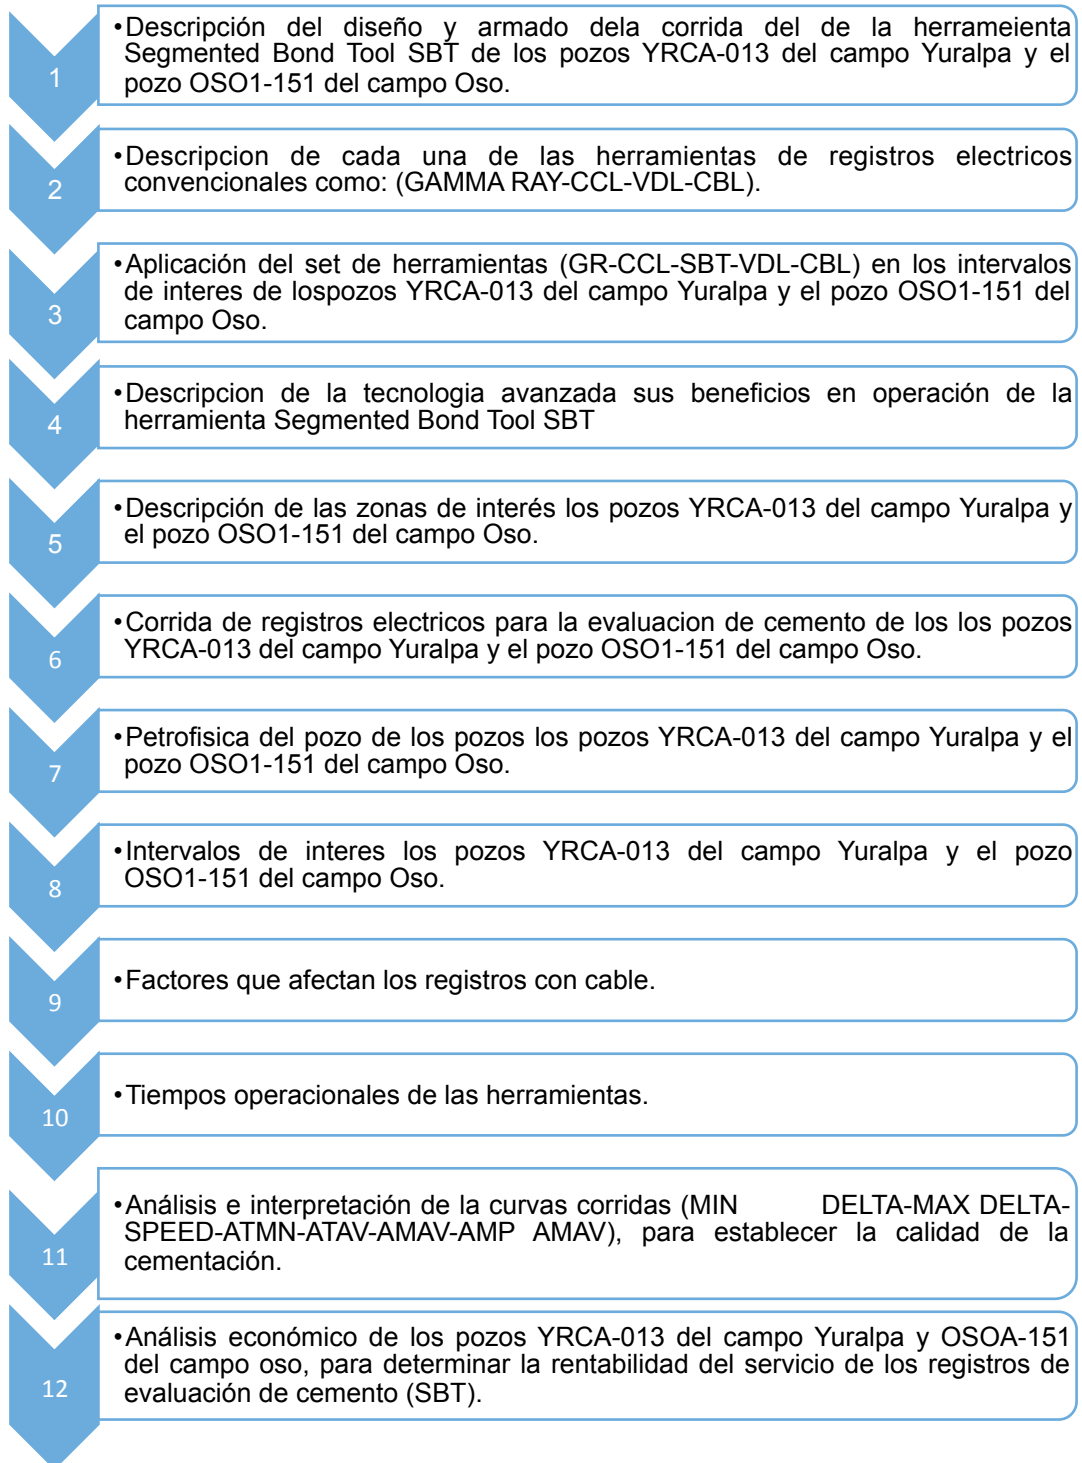 1
•Descripción del diseño y armado dela corrida del de la herrameienta
Segmented Bond Tool SBT de los pozos YRCA-013 del campo Yuralpa y el
pozo OSO1-151 del campo Oso.
2
•Descripcion de cada una de las herramientas de registros electricos
convencionales como: (GAMMA RAY-CCL-VDL-CBL).
3
•Aplicación del set de herramientas (GR-CCL-SBT-VDL-CBL) en los intervalos
de interes de lospozos YRCA-013 del campo Yuralpa y el pozo OSO1-151 del
campo Oso.
4
•Descripcion de la tecnologia avanzada sus beneficios en operación de la
herramienta Segmented Bond Tool SBT
5
•Descripción de las zonas de interés los pozos YRCA-013 del campo Yuralpa y
el pozo OSO1-151 del campo Oso.
6
•Corrida de registros electricos para la evaluacion de cemento de los los pozos
YRCA-013 del campo Yuralpa y el pozo OSO1-151 del campo Oso.
7
•Petrofisica del pozo de los pozos los pozos YRCA-013 del campo Yuralpa y el
pozo OSO1-151 del campo Oso.
8
•Intervalos de interes los pozos YRCA-013 del campo Yuralpa y el pozo
OSO1-151 del campo Oso.
9
•Factores que afectan los registros con cable.
10
•Tiempos operacionales de las herramientas.
11
•Análisis e interpretación de la curvas corridas (MIN DELTA-MAX DELTA-
SPEED-ATMN-ATAV-AMAV-AMP AMAV), para establecer la calidad de la
cementación.
12
•Análisis económico de los pozos YRCA-013 del campo Yuralpa y OSOA-151
del campo oso, para determinar la rentabilidad del servicio de los registros de
evaluación de cemento (SBT).